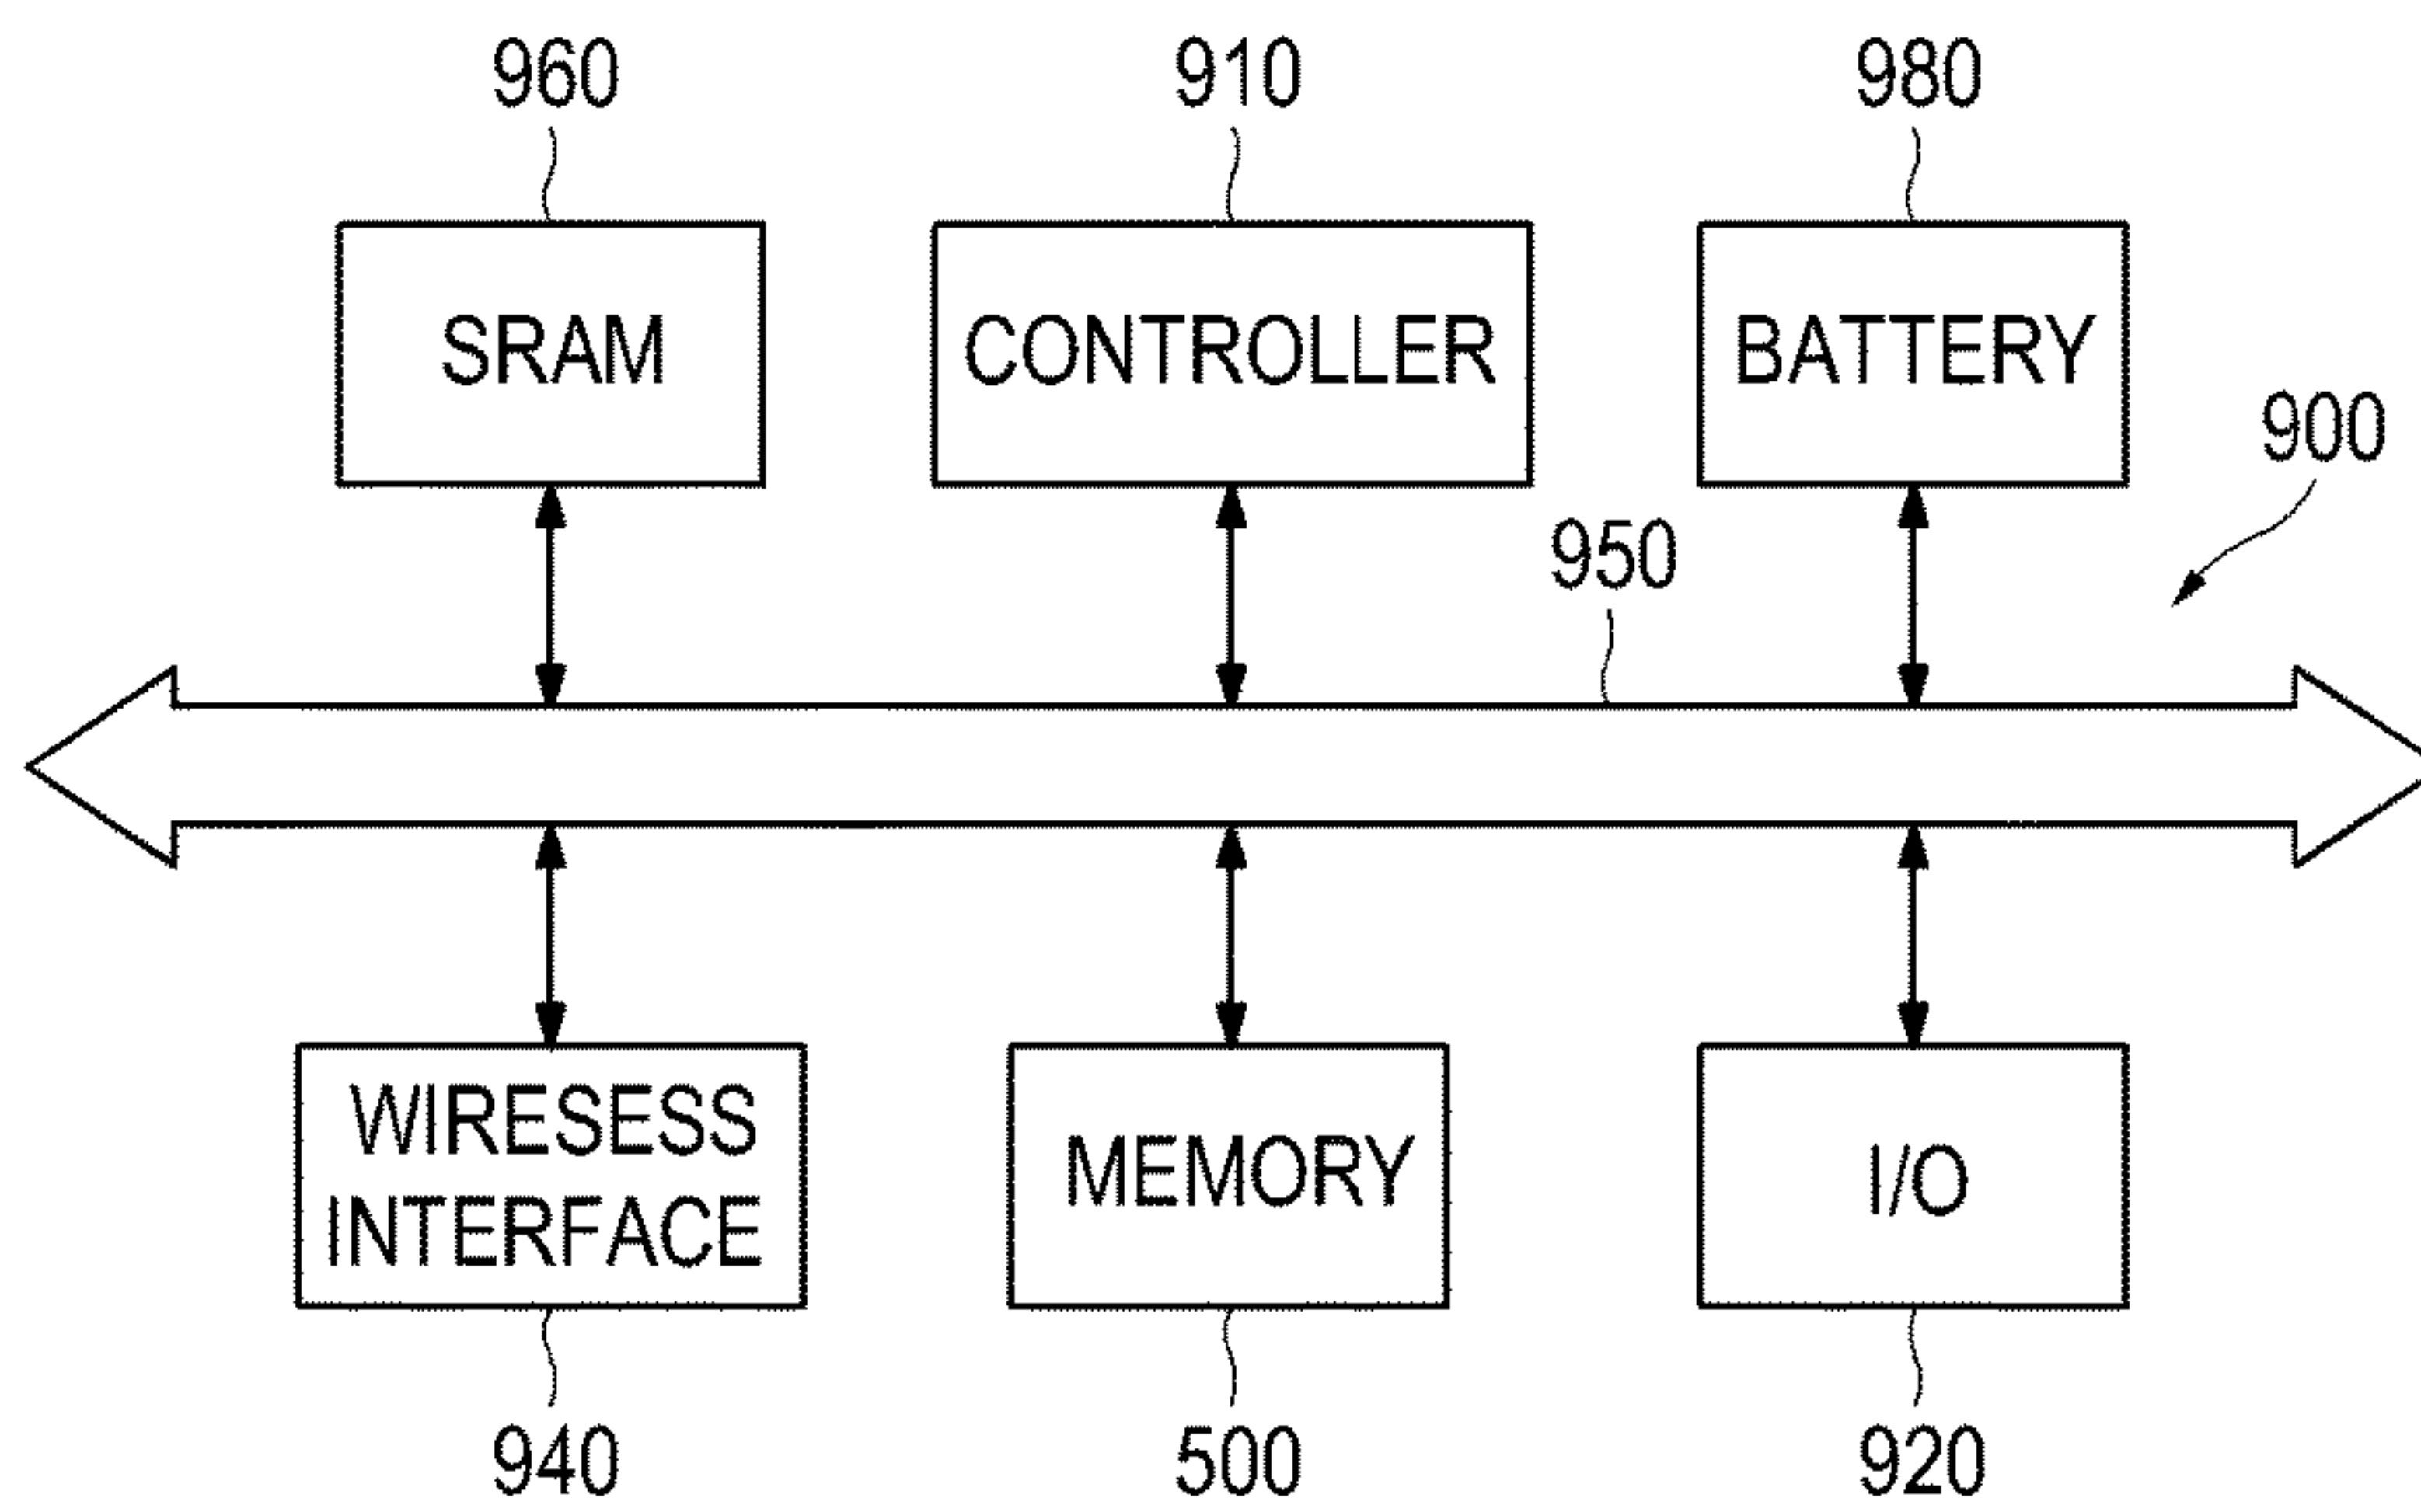 960
910
980
SRAM
CONTROLLER
BATTERY
900
950
WIRESESS
INTERFACE
MEMORY
I/O
940
500
920